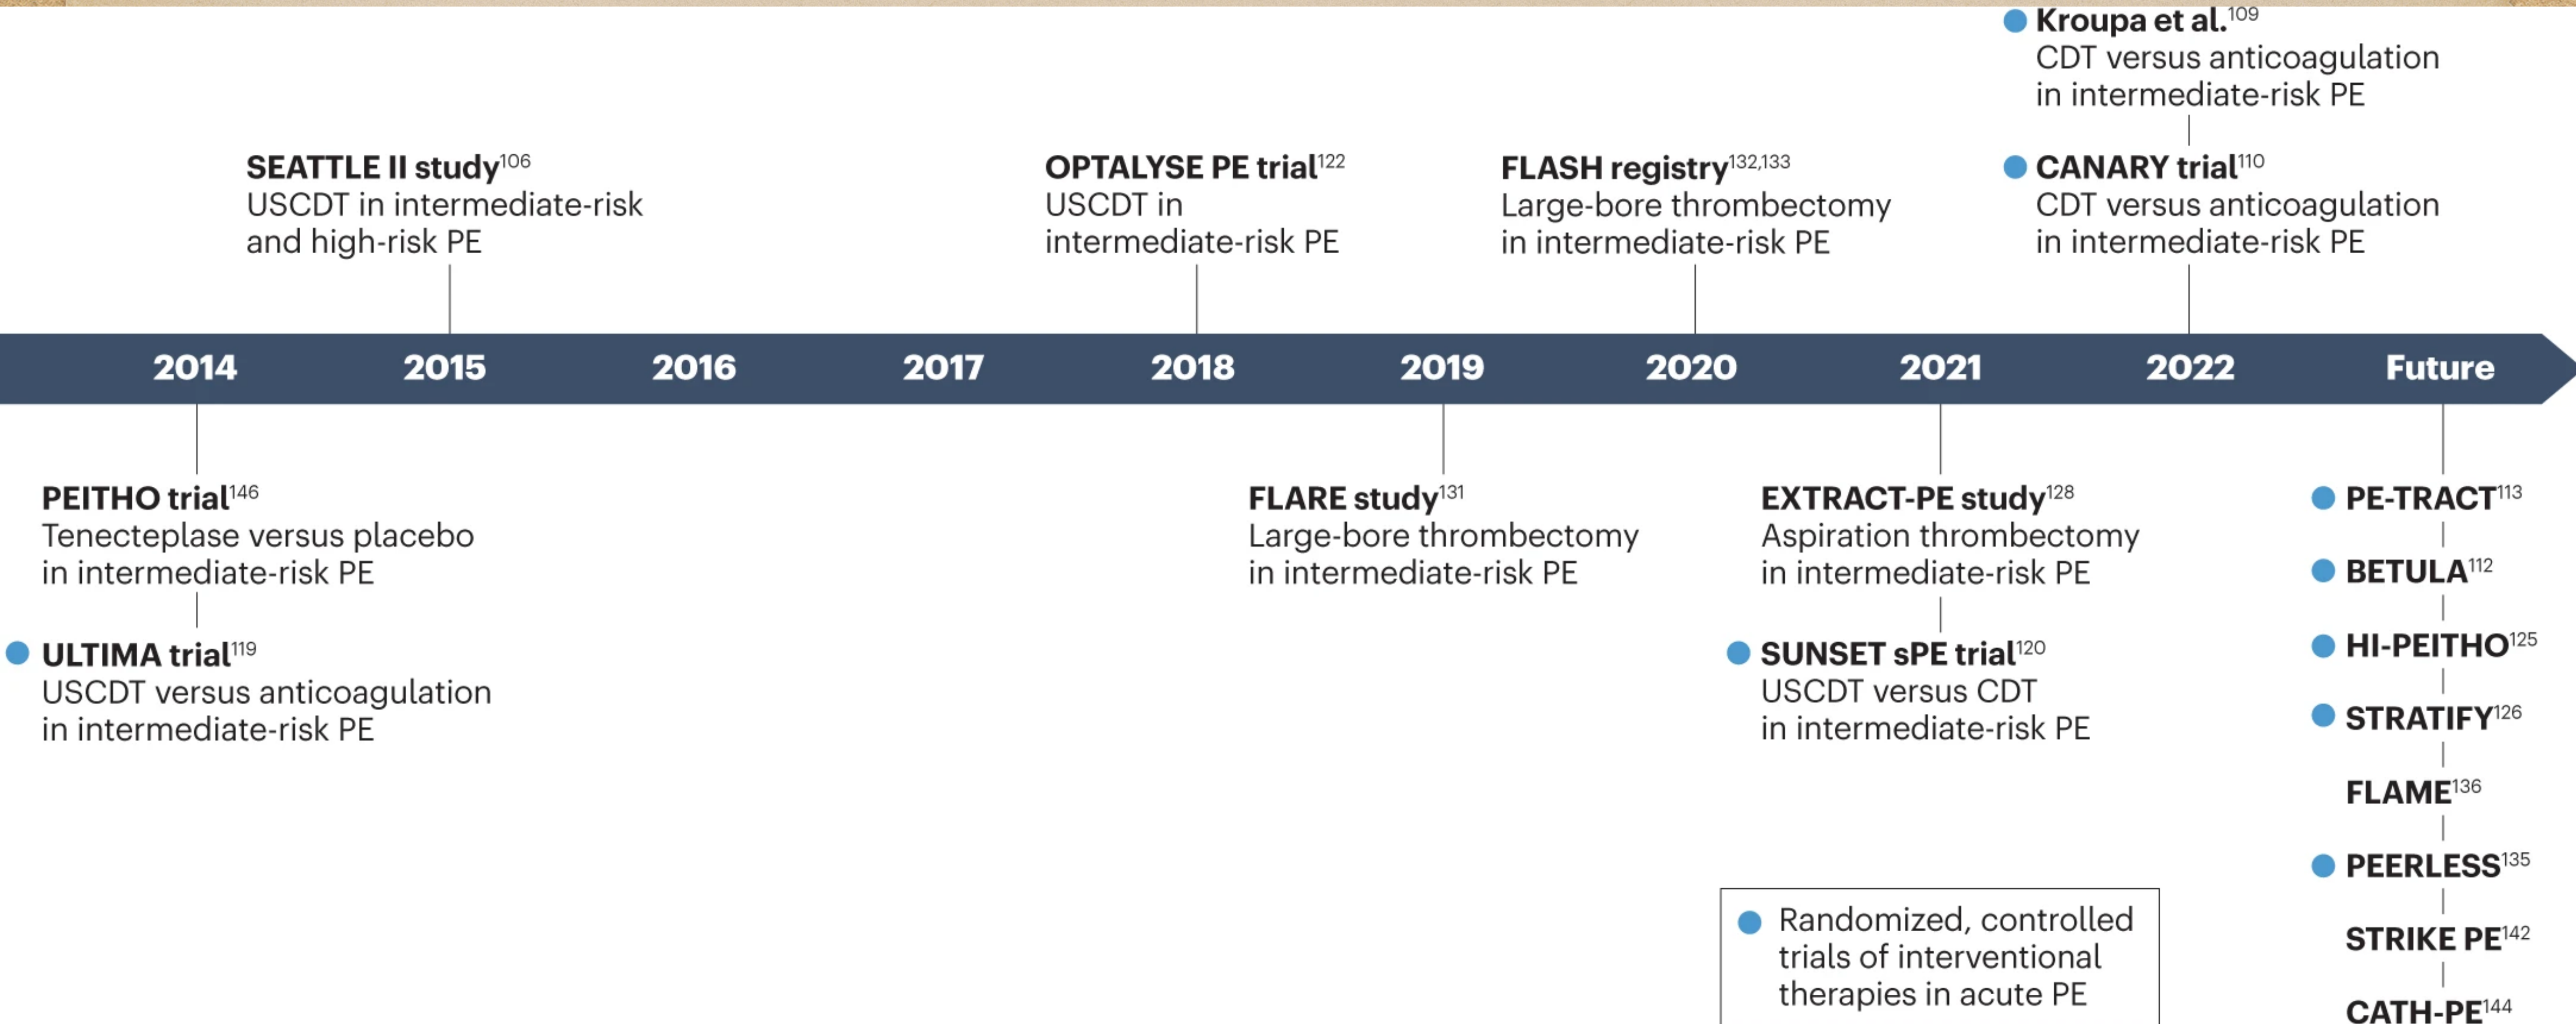 Kroupa et al.109
CDT versus anticoagulation
in intermediate-risk PE
SEATTLE II study106
USCDT in intermediate-risk
and high-risk PE
OPTALYSE PE trial122
USCDT in
intermediate-risk PE
FLASH registry132,133
Large-bore thrombectomy
in intermediate-risk PE
CANARY trial110
CDT versus anticoagulation
in intermediate-risk PE
2014 2015 2016 2017 2018 2019 2020 2021 2022 Future
PEITHO trial146
Tenecteplase versus placebo
in intermediate-risk PE
ULTIMA trial119
USCDT versus anticoagulation
in intermediate-risk PE
FLARE study131
Large-bore thrombectomy
in intermediate-risk PE
EXTRACT-PE study128
Aspiration thrombectomy
in intermediate-risk PE
SUNSET sPE trial120
USCDT versus CDT
in intermediate-risk PE
PE-TRACT113
BETULA112
HI-PEITHO125
STRATIFY126
FLAME136
PEERLESS135
STRIKE PE142
CATH-PE144
Randomized, controlled
trials of interventional
therapies in acute PE